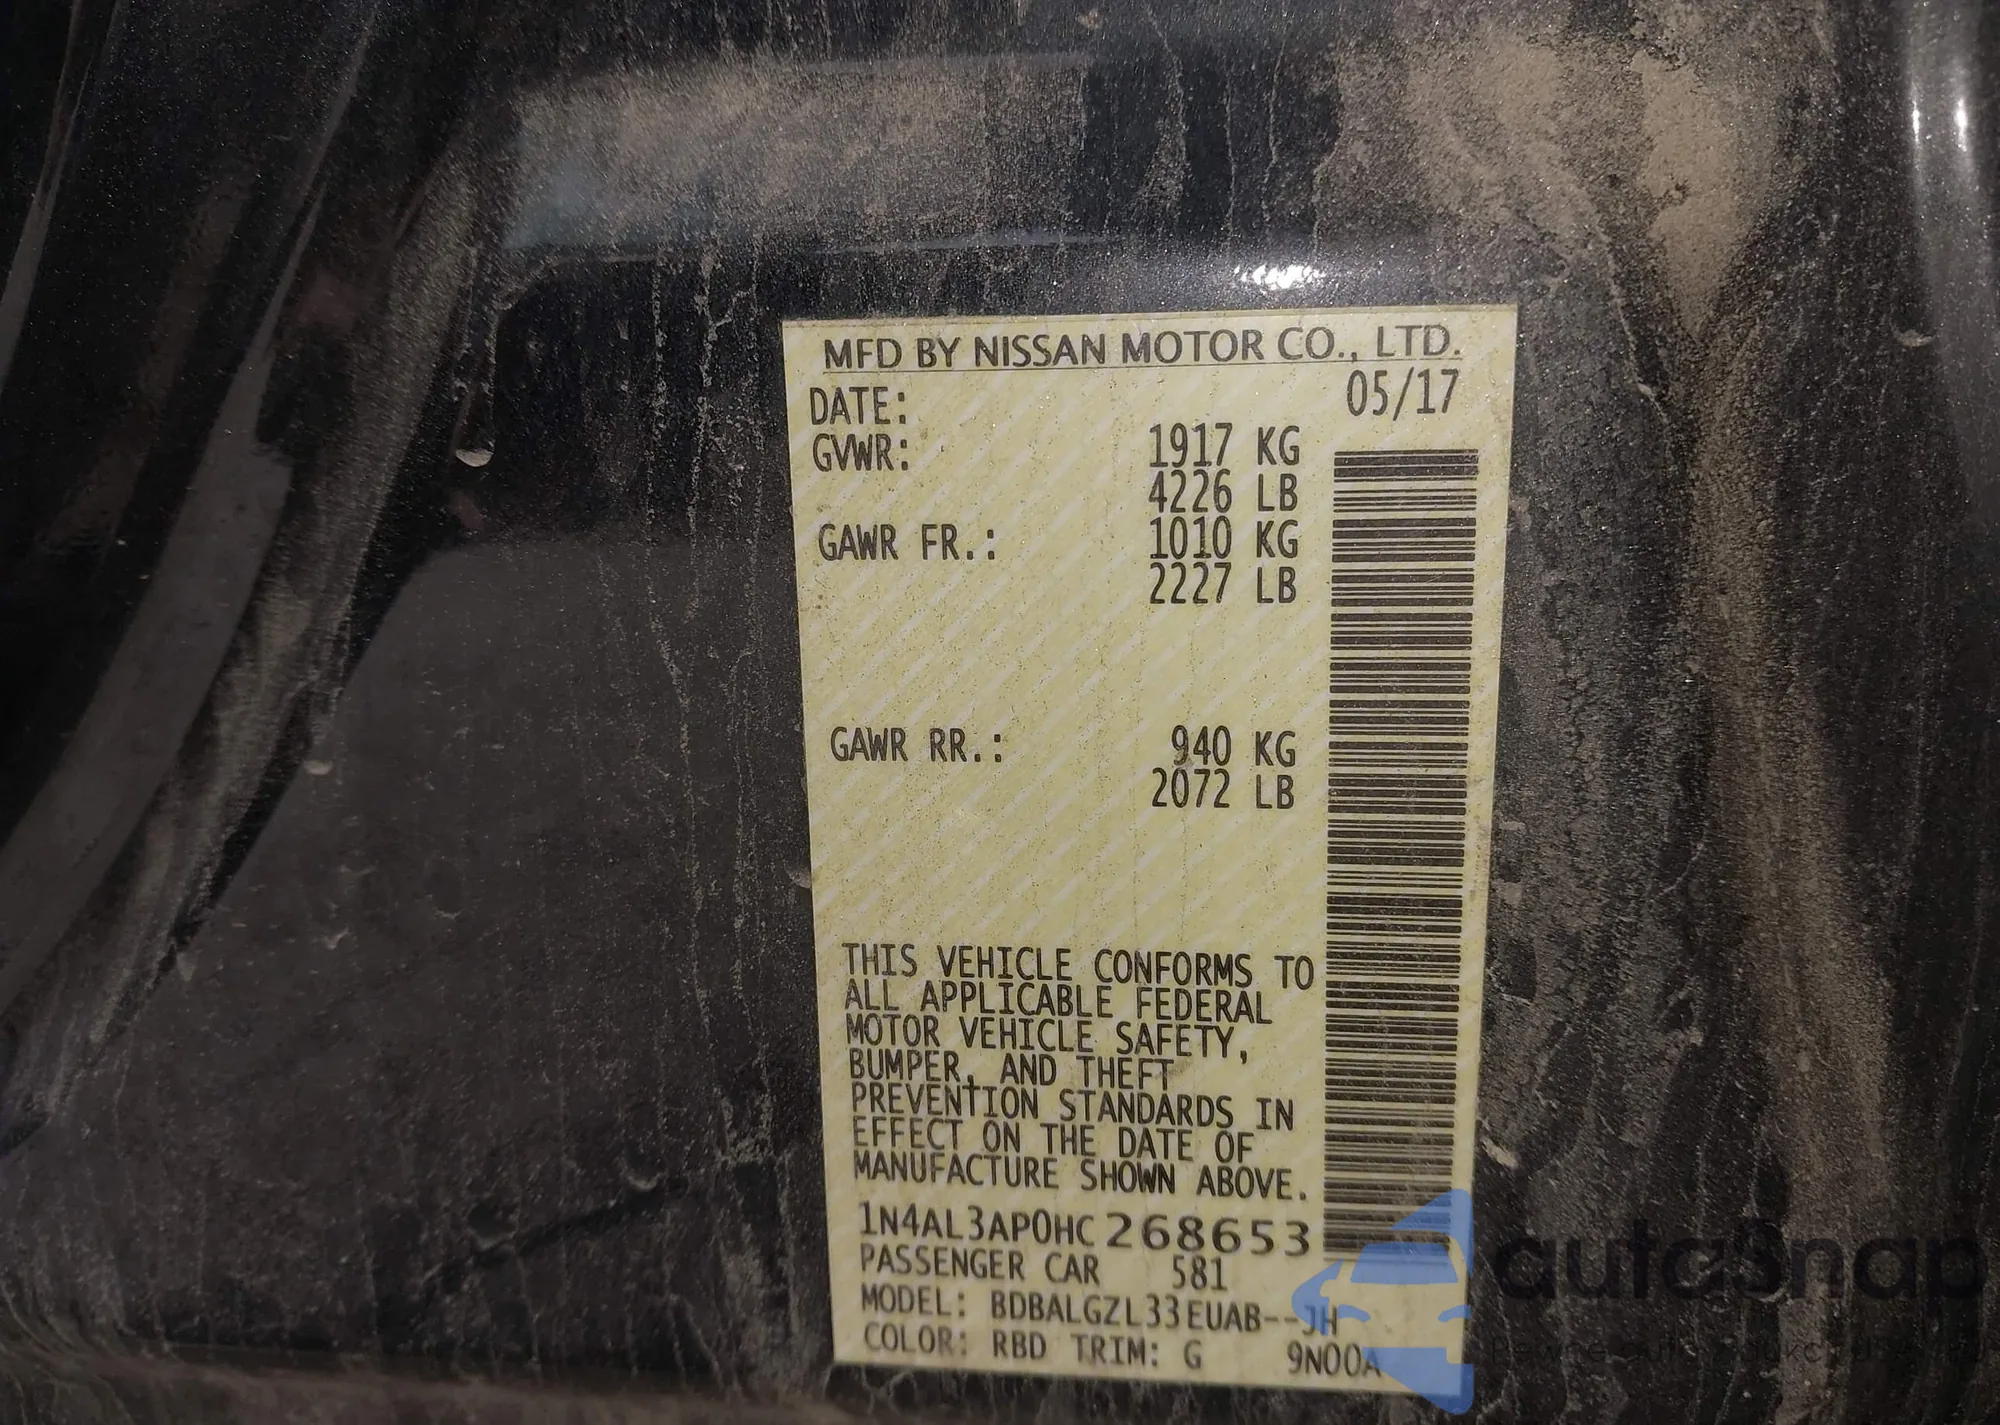 MFD BY NISSAN MOTOR CO., LTD.
DATE: 05/17
GVWR: 1917 KG
4226 LB
GAWR FR.: 1010 KG
2227 LB
GAWR RR.: 940 KG
2072 LB
THIS VEHICLE CONFORMS TO
ALL APPLICABLE FEDERAL
MOTOR VEHICLE SAFETY,
BUMPER, AND THEFT
PREVENTION STANDARDS IN
EFFECT ON THE DATE OF
MANUFACTURE SHOWN ABOVE.
1N4AL3AP0HC268653
PASSENGER CAR 581
MODEL: BDBALGZL33EUAB--JH
COLOR: RBD TRIM: G 9N00A